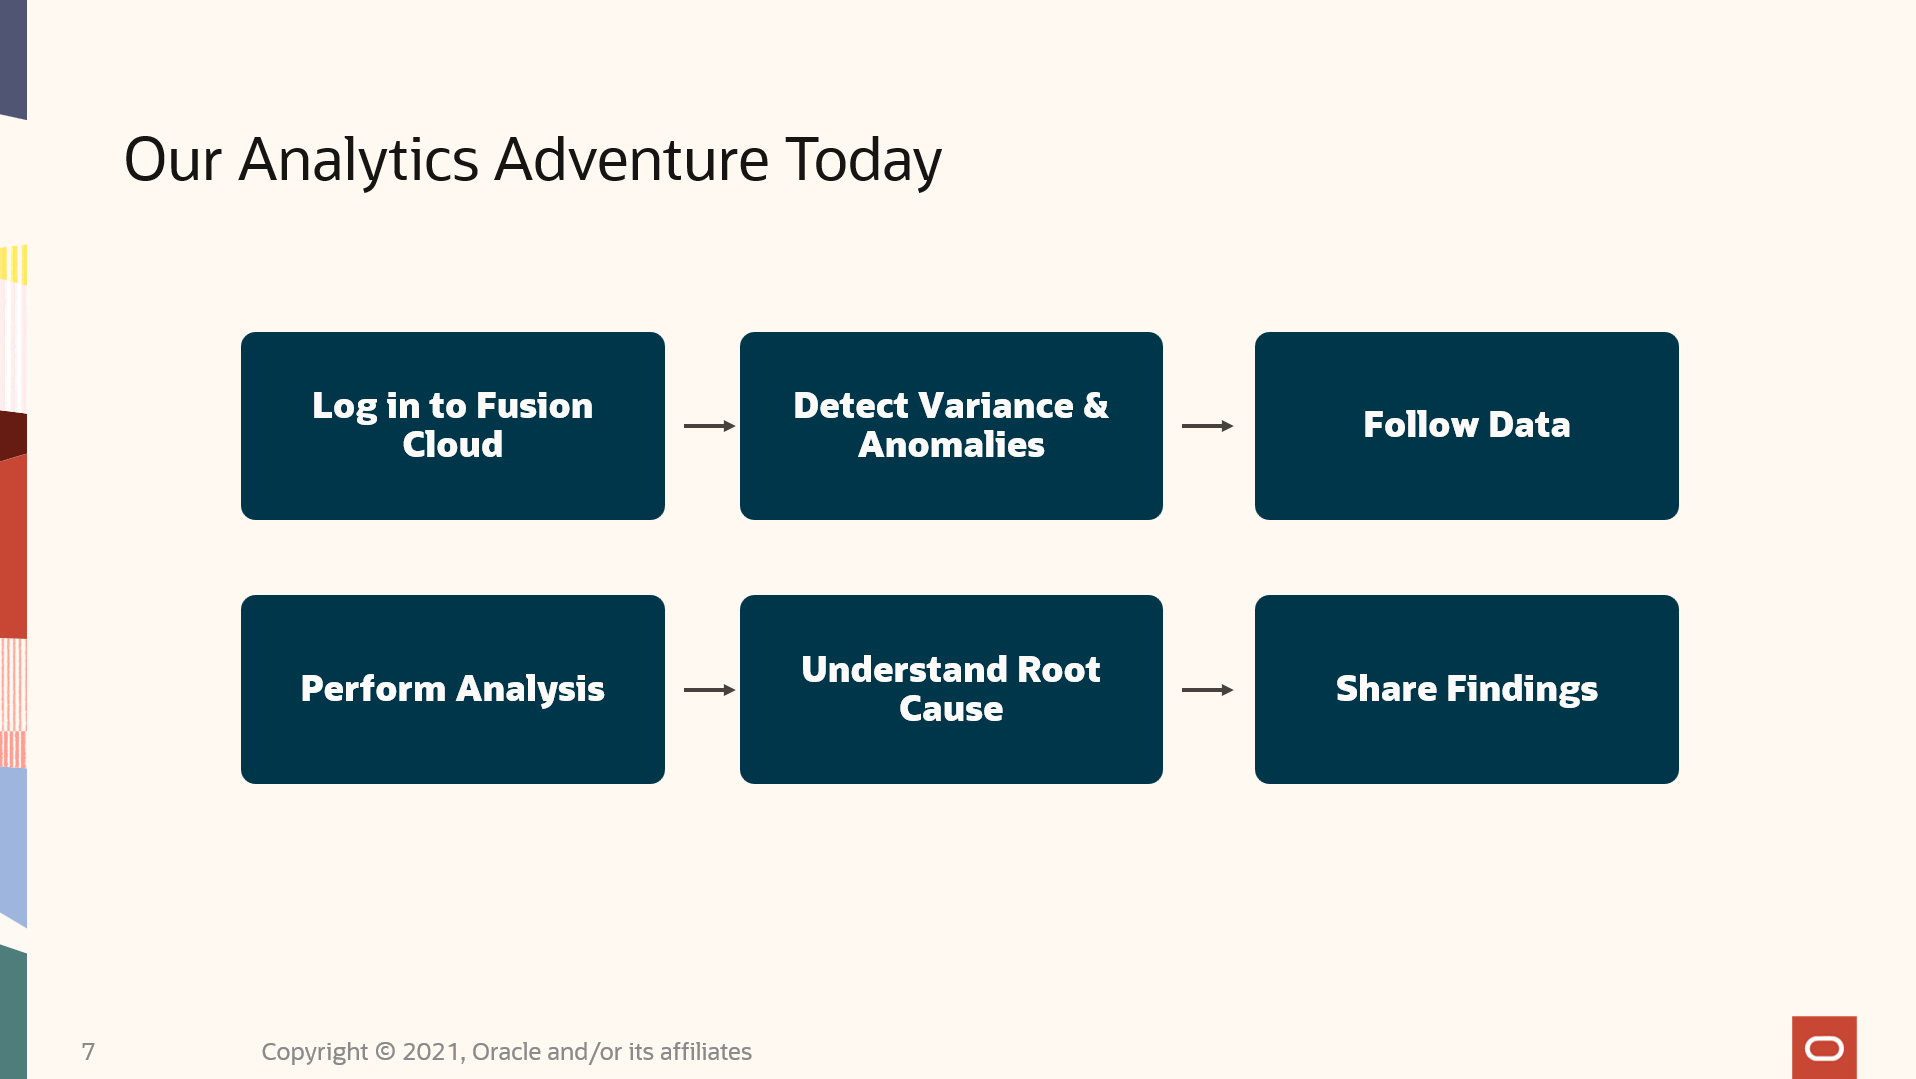 Our Analytics Adventure Today
Log in to Fusion
Cloud
Detect Variance &
Anomalies
Follow Data
Perform Analysis
Understand Root
Cause
Share Findings
7
Copyright © 2021, Oracle and/or its affiliates